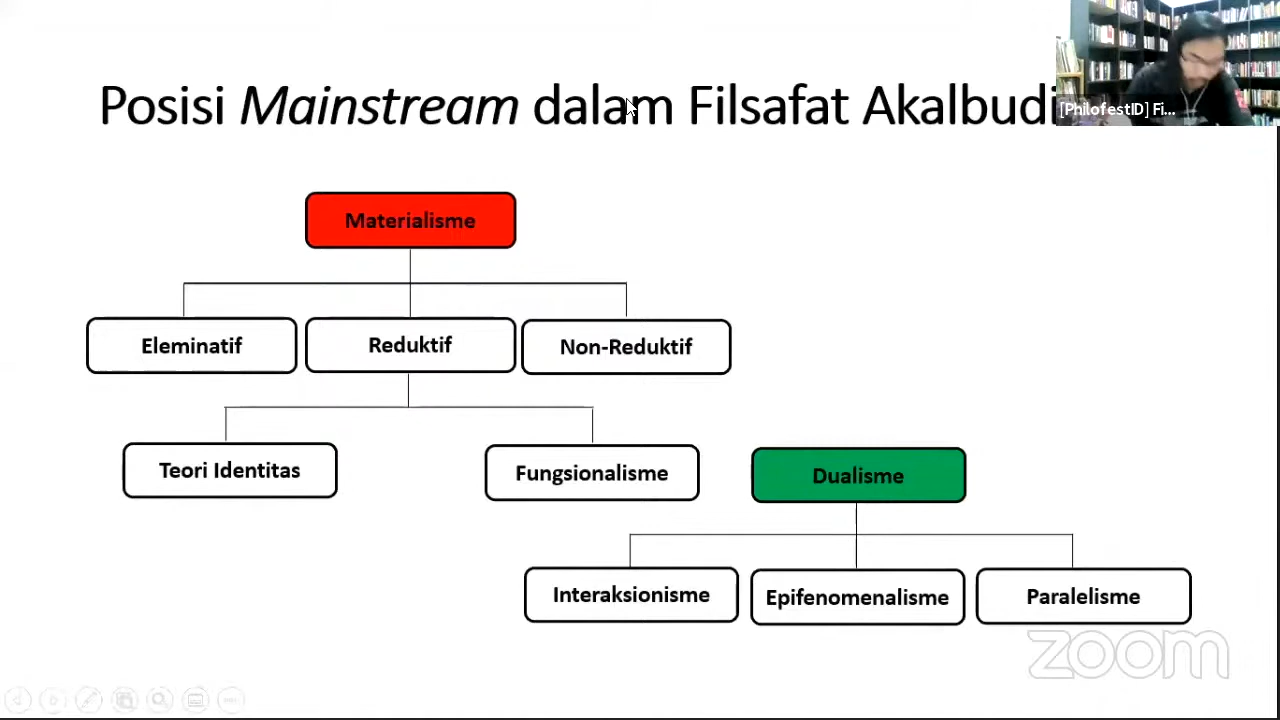 Posisi Mainstream dalam Filsafat Akalbudi
[PhilofestID] Fi...
Materialisme
Eleminatif
Reduktif
Non-Reduktif
Teori Identitas
Fungsionalisme
Dualisme
Interaksionisme
Epifenomenalisme
Paralelisme
zoom